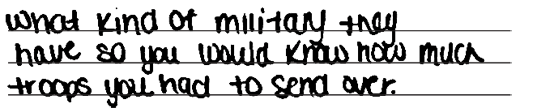 what kind of military they
have so you would know how much
troops you had to send over.